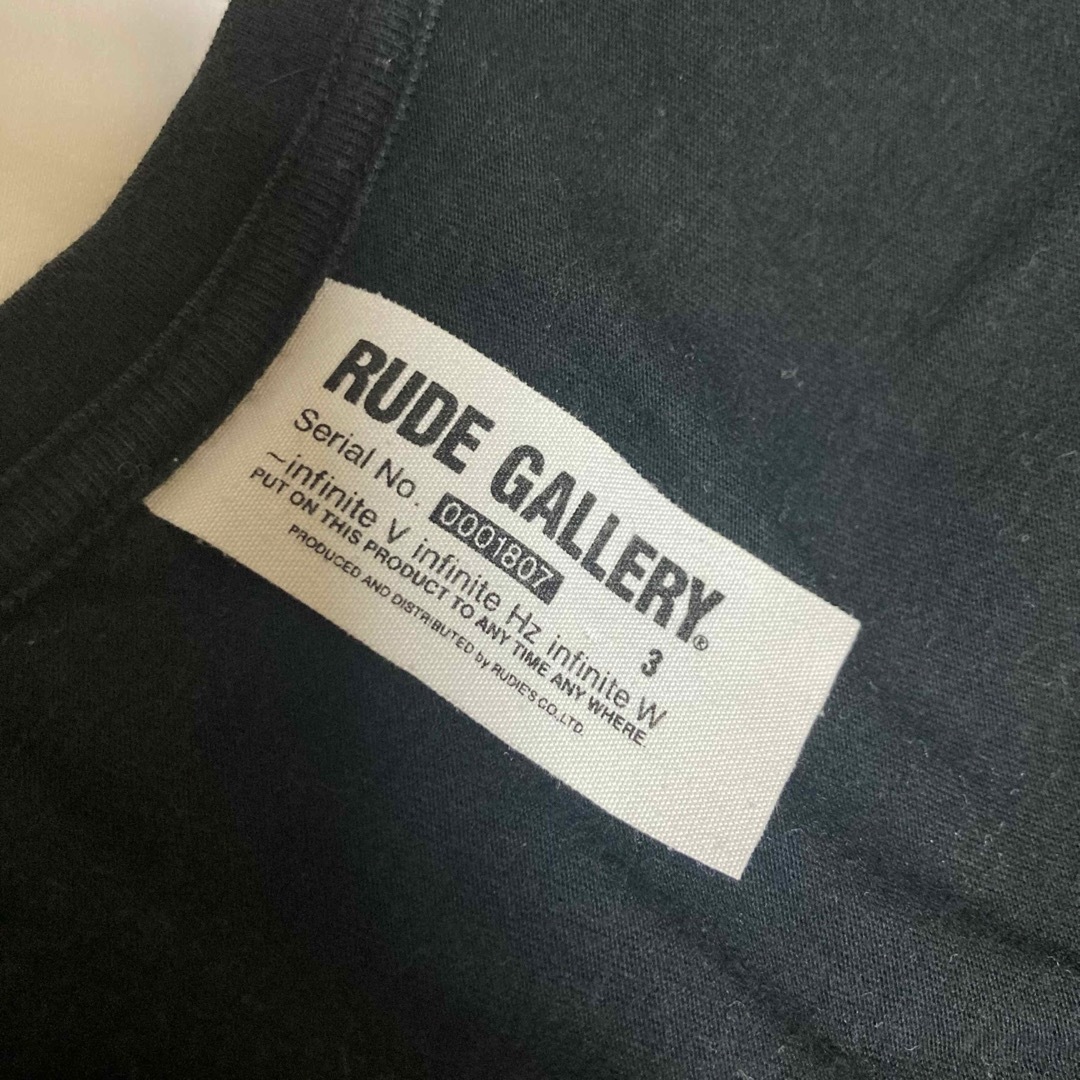 RUDE GALLERY®
Serial No. 0001807 3
~infinite V infinite Hz infinite W
PUT ON THIS PRODUCT TO ANY TIME ANY WHERE.
PRODUCED AND DISTRIBUTED by RUDIE'S CO.,LTD.